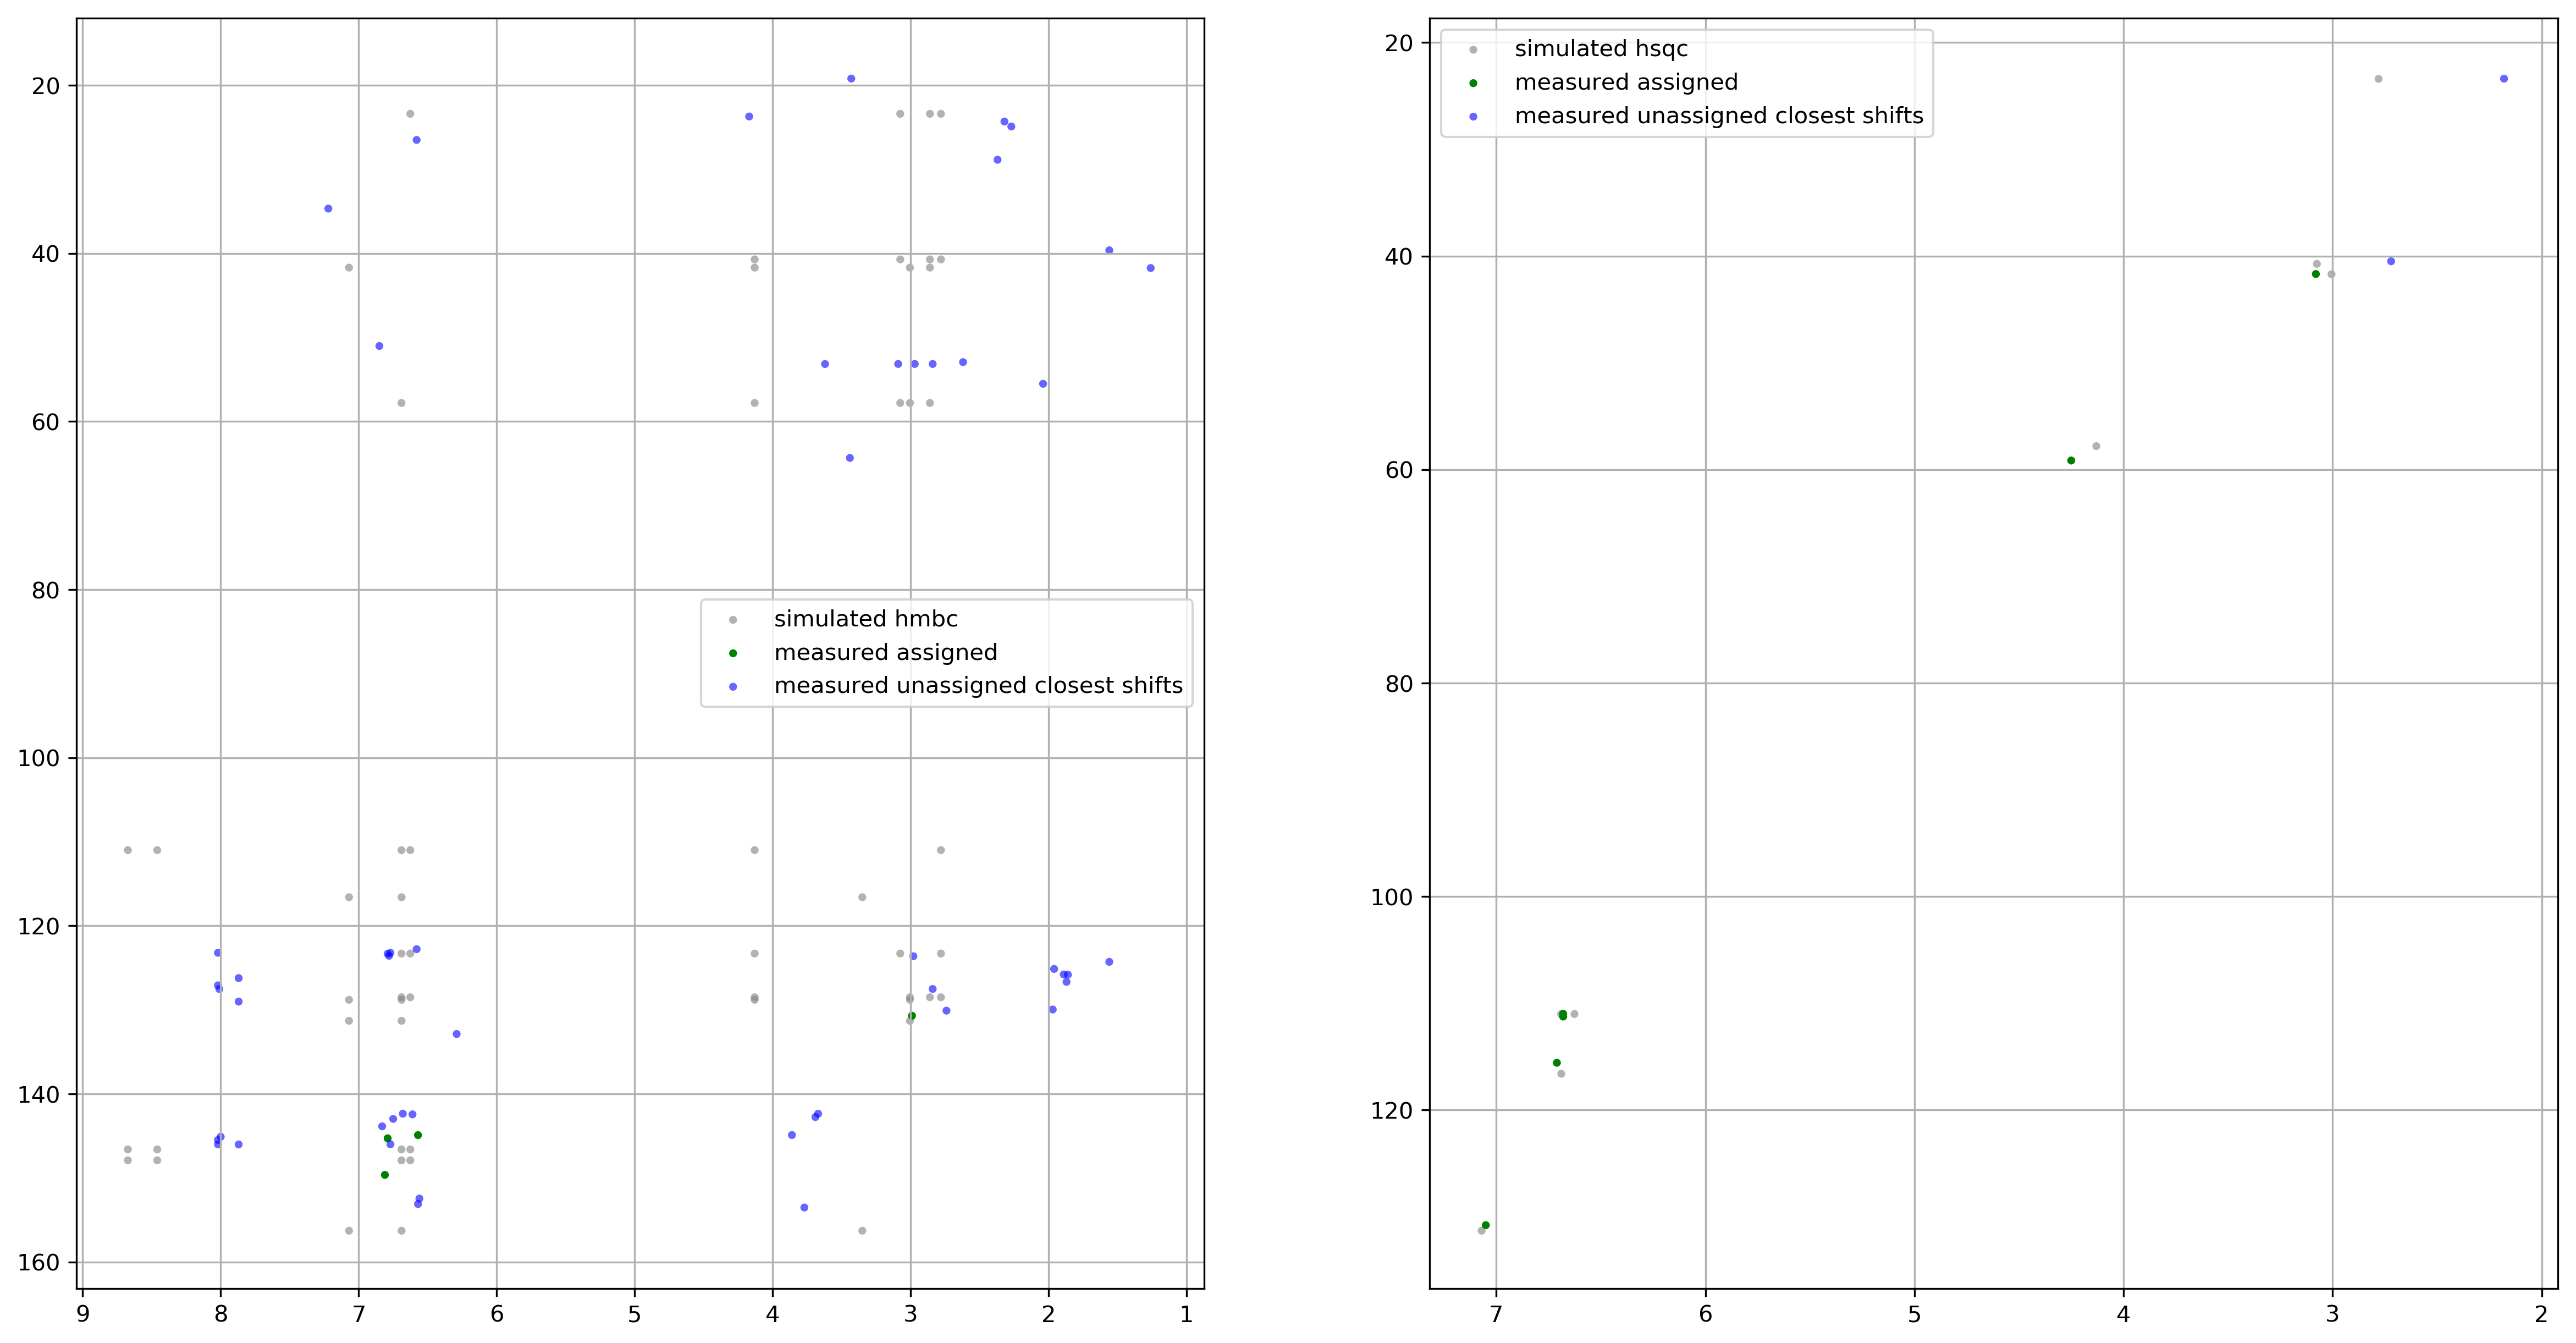 20
40
60
80
100
120
140
160
9 8 7 6 5 4 3 2 1
simulated hmbc
measured assigned
measured unassigned closest shifts
20
40
60
80
100
120
7 6 5 4 3 2
simulated hsqc
measured assigned
measured unassigned closest shifts